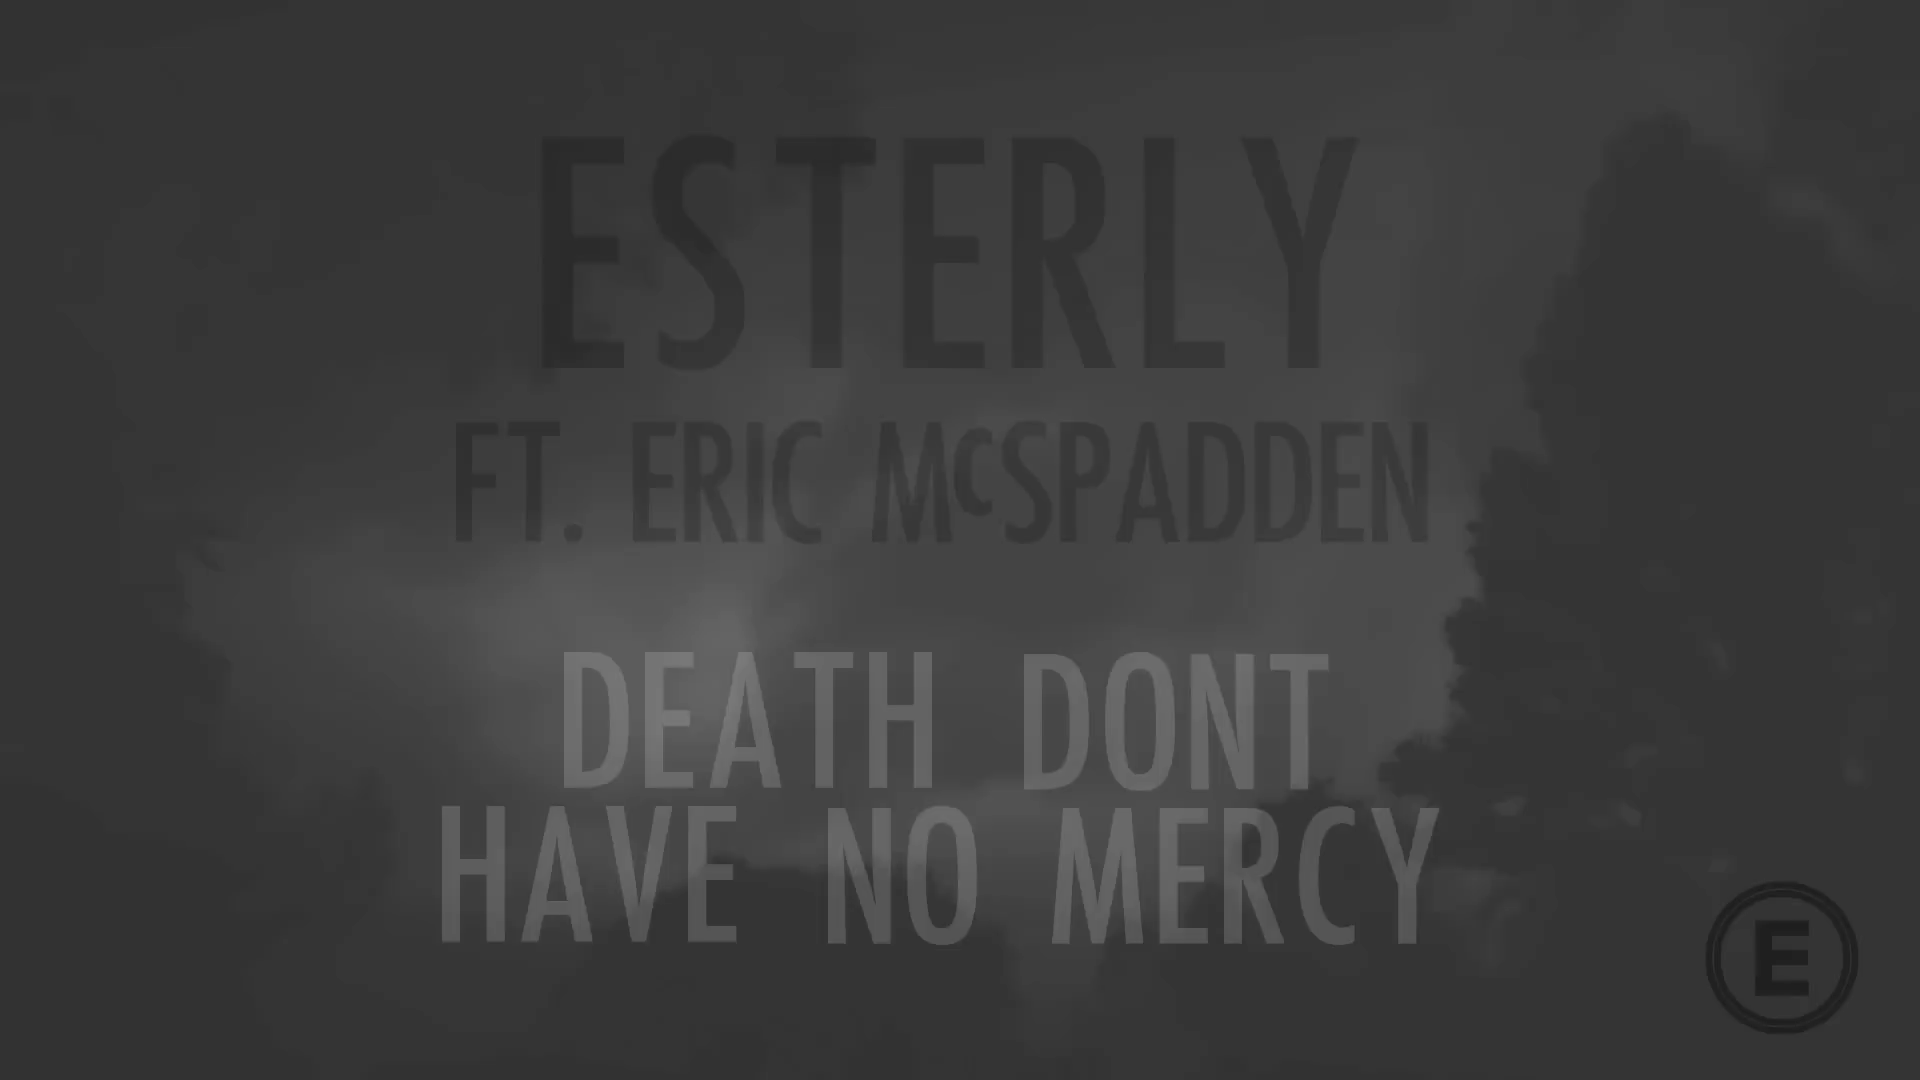 ESTERLY
FT. ERIC McSPADDEN
DEATH DONT
HAVE NO MERCY
E